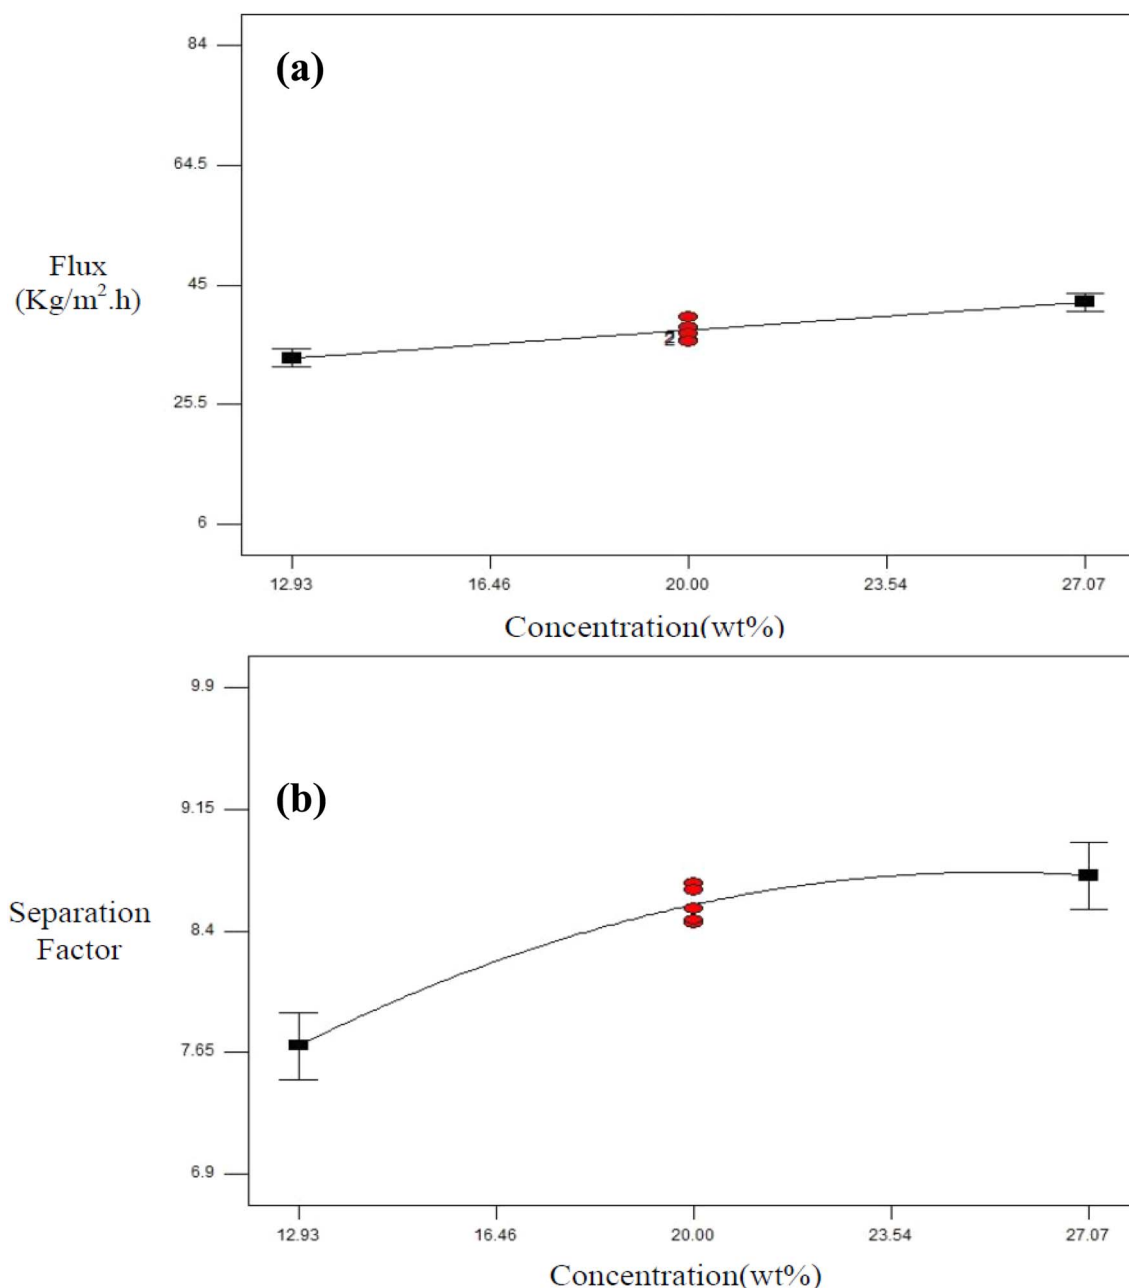 (a)
84
64.5
Flux
(Kg/m².h)
45
2
25.5
6
12.93 16.46 20.00 23.54 27.07
Concentration(wt%)
9.9
(b)
9.15
Separation
Factor
8.4
7.65
6.9
12.93 16.46 20.00 23.54 27.07
Concentration(wt%)